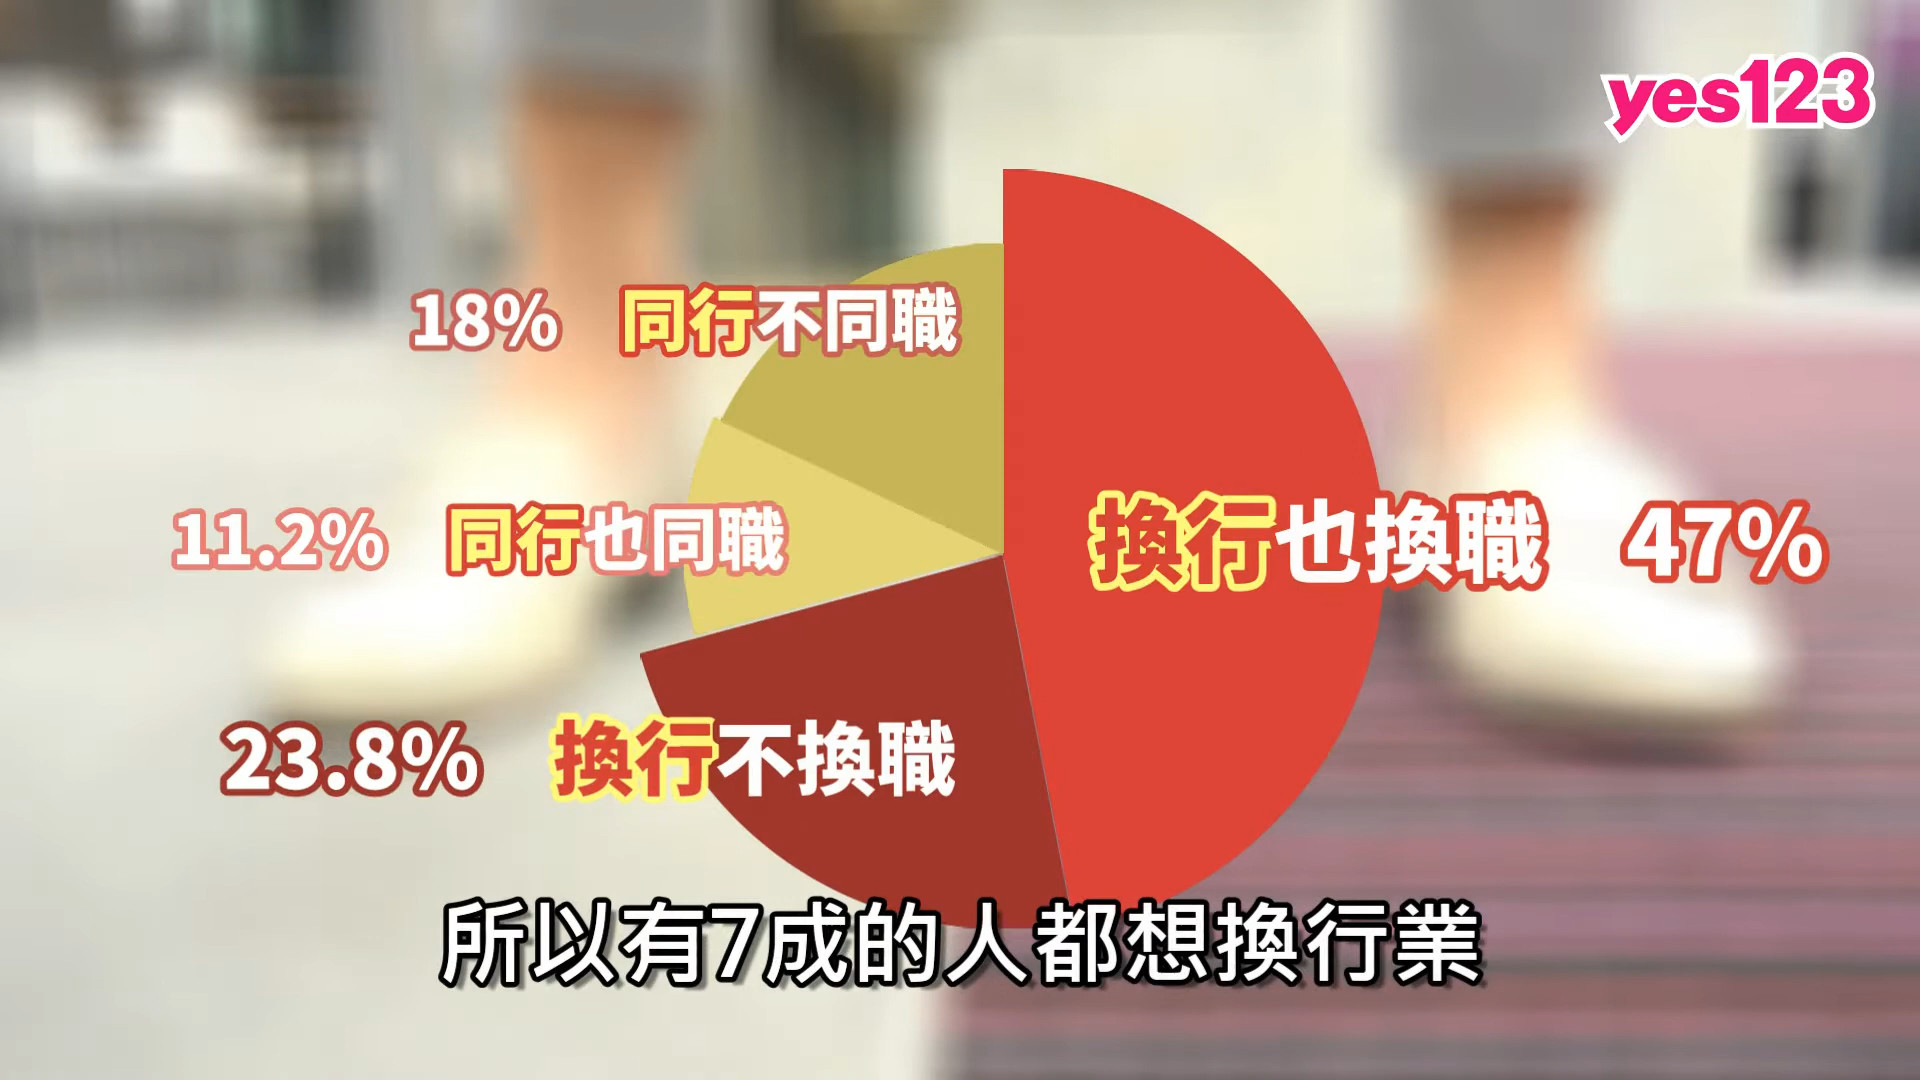 yes123
18% 同行不同職
11.2% 同行也同職
換行也換職 47%
23.8% 換行不換職
所以有7成的人都想換行業